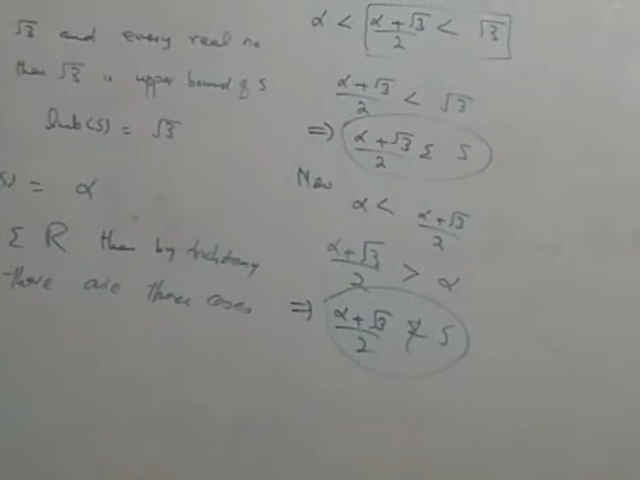 √3 and every real no
then √3 is upper bound of S
lub(S) = √3
S) = α
Σ R then by trichotomy
there are three cases
α < (α+√3)/2 < √3
(α+√3)/2 < √3
⇒ (α+√3)/2 Σ S
Now
α < (α+√3)/2
(α+√3)/2 > α
⇒ (α+√3)/2 ∉ S